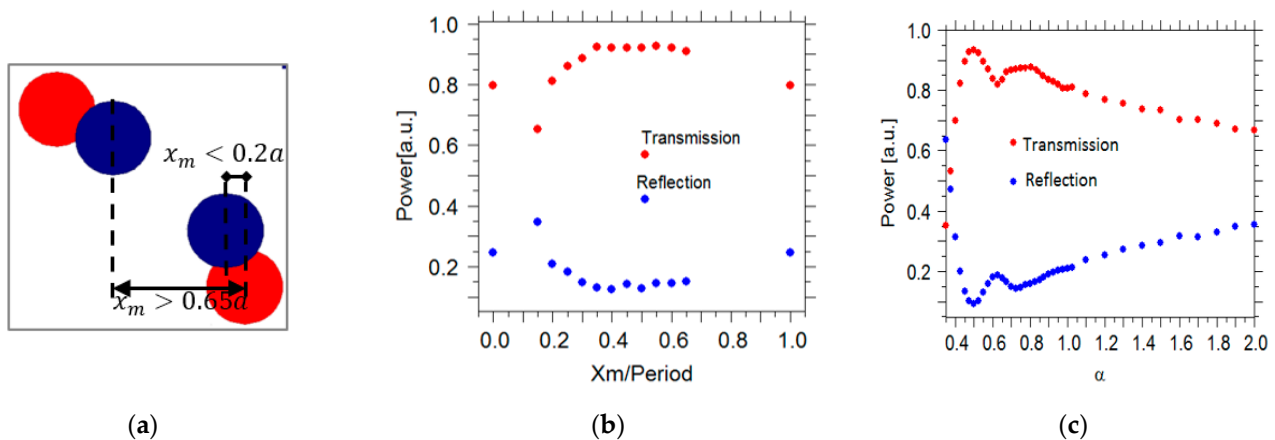 x_m < 0.2a
x_m > 0.65a
(a)
1.0
0.8
0.6
0.4
0.2
Power[a.u.]
Transmission
Reflection
0.0 0.2 0.4 0.6 0.8 1.0
Xm/Period
(b)
1.0
0.8
0.6
0.4
0.2
Power [a.u.]
Transmission
Reflection
0.4 0.6 0.8 1.0 1.2 1.4 1.6 1.8 2.0
α
(c)